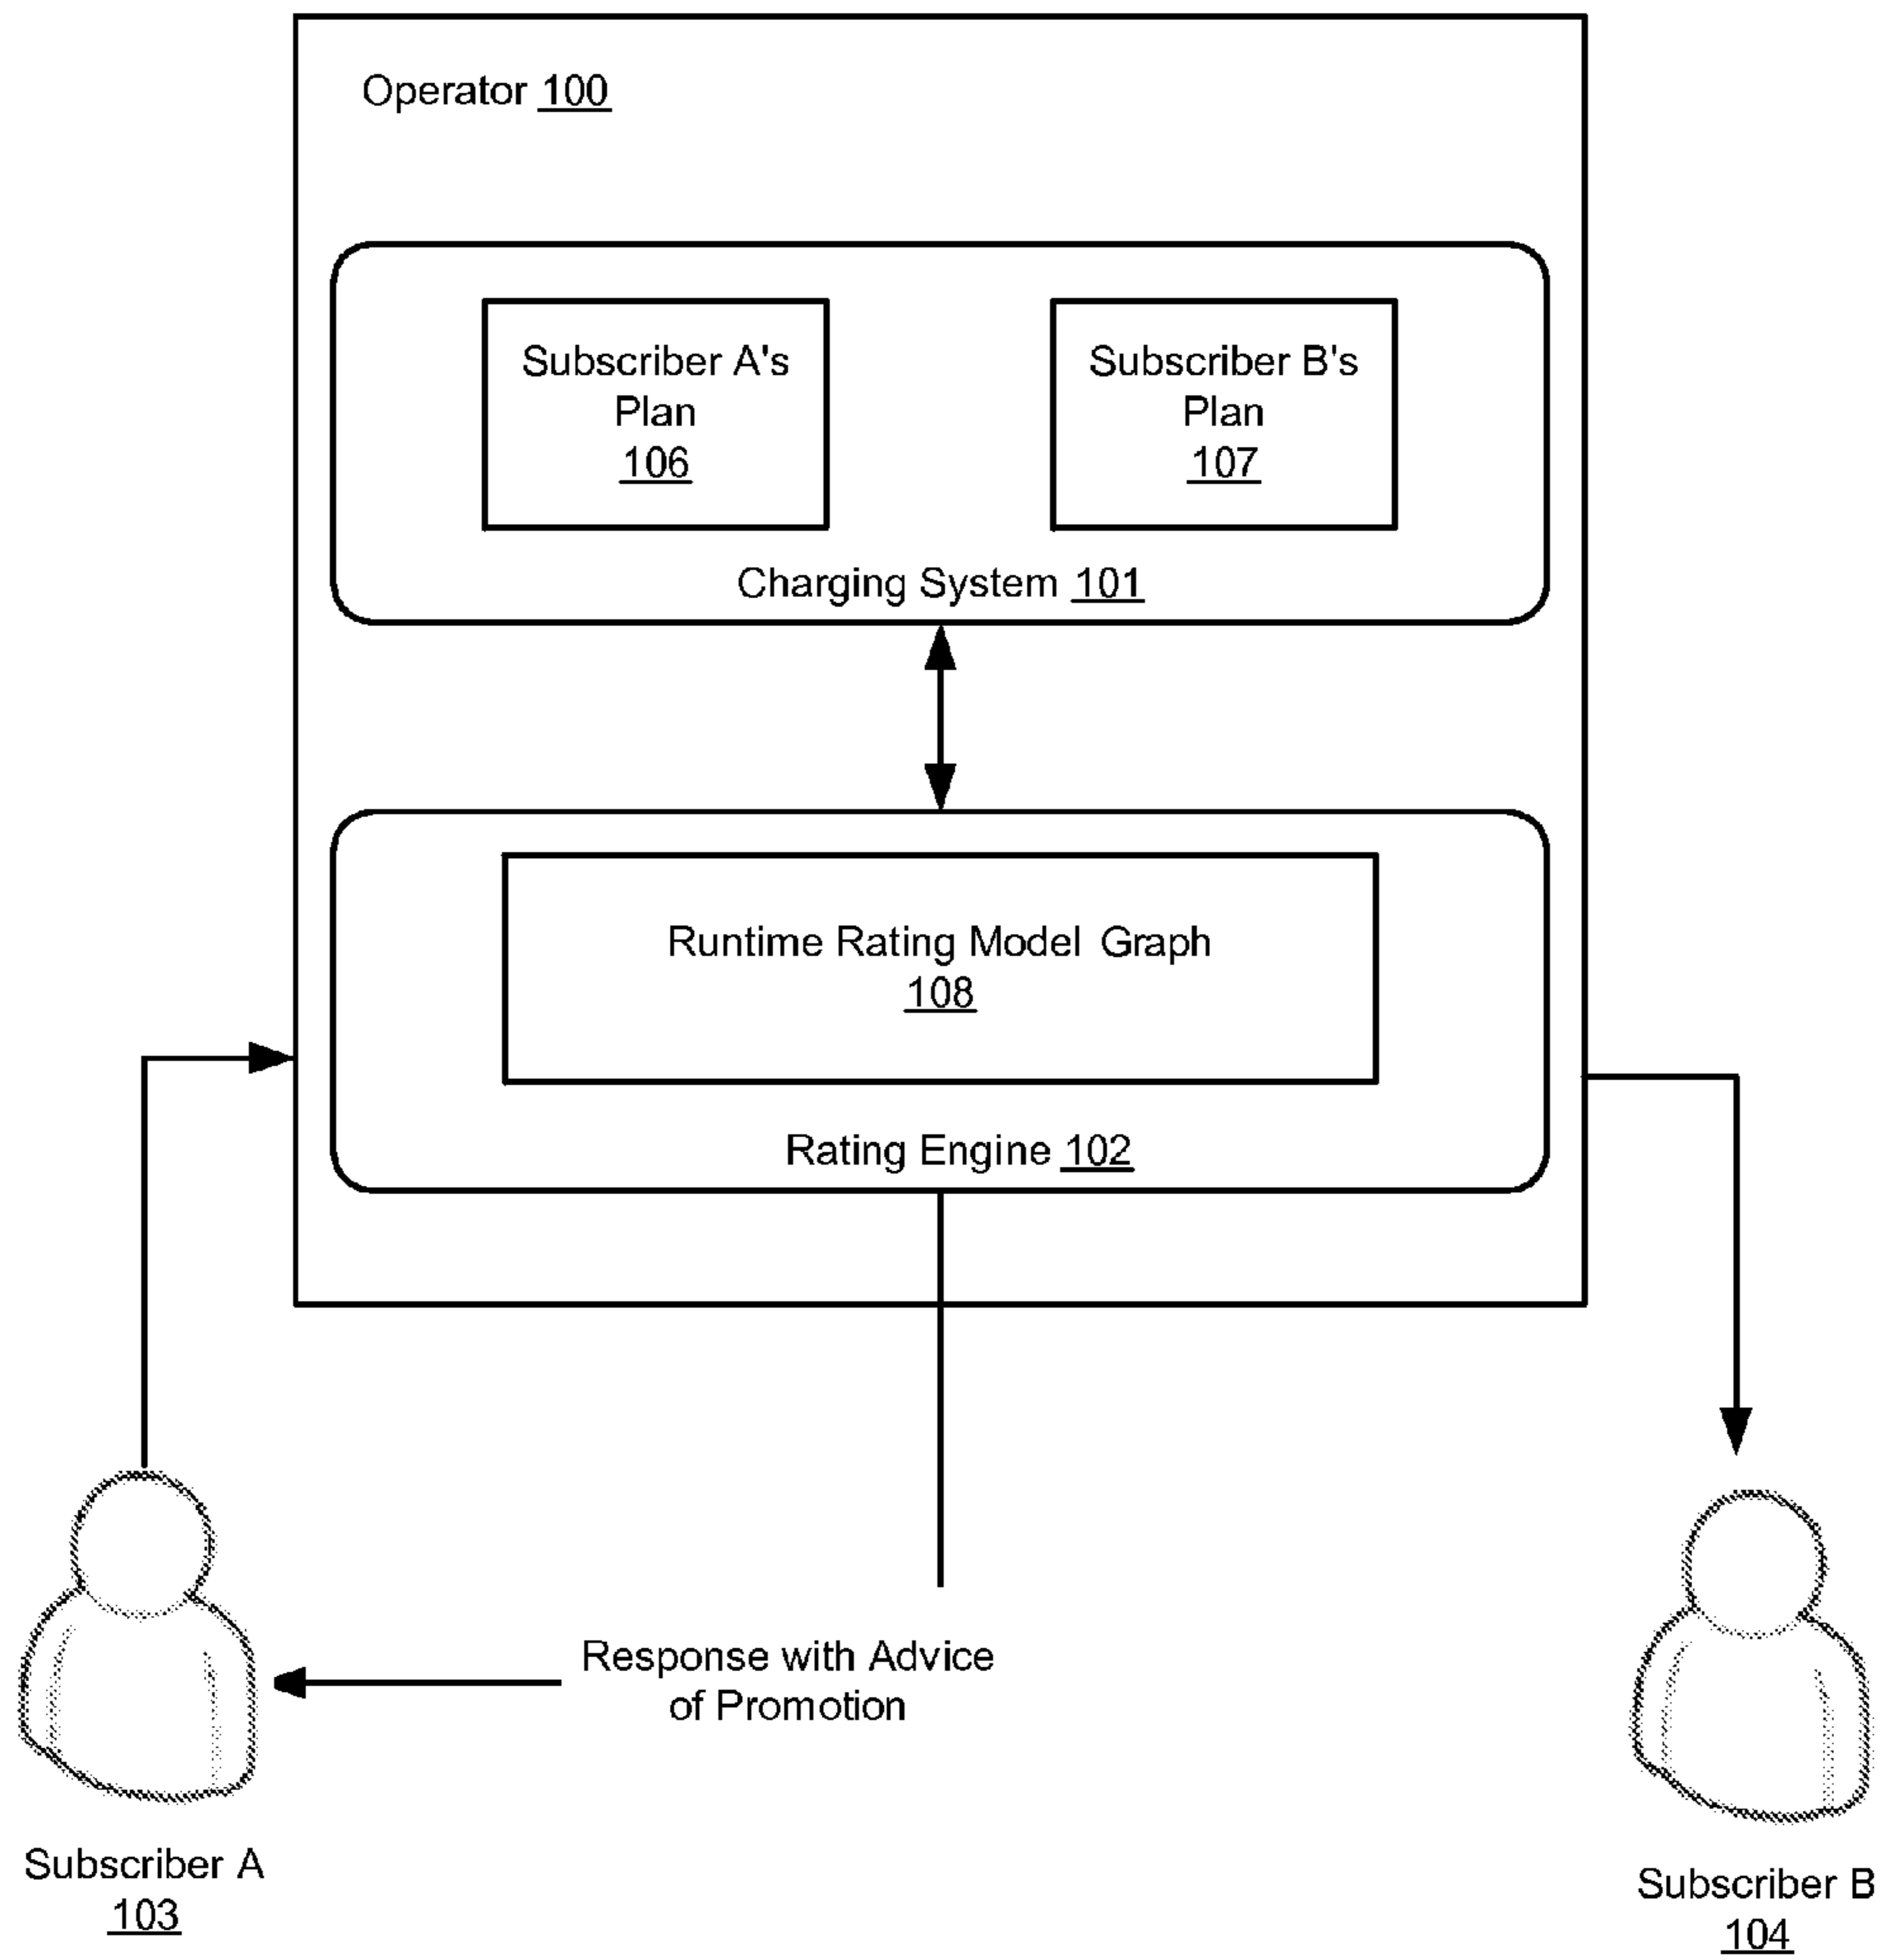 Operator 100
Subscriber A's
Plan
106
Subscriber B's
Plan
107
Charging System 101
Runtime Rating Model Graph
108
Rating Engine 102
Response with Advice
of Promotion
Subscriber A
103
Subscriber B
104